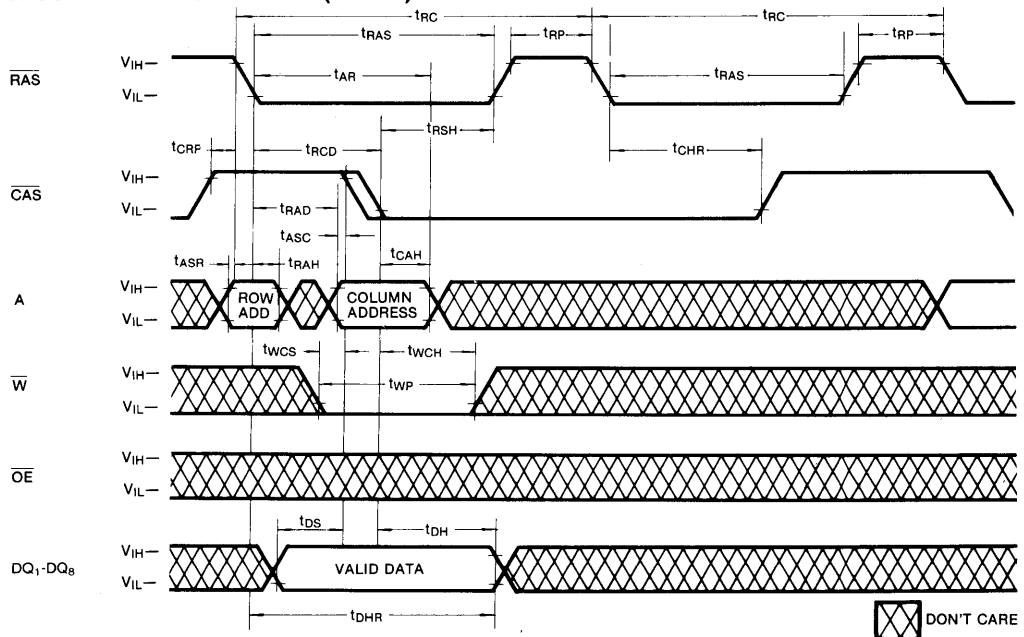 tRC tRC
tRAS tRP tRP
VIH—
RAS
tAR tRAS
VIL—
tRSH
tCRP tRCD tCHR
VIH—
CAS
VIL—
tRAD
tASC
tCAH
tASR tRAH
VIH—
A ROW ADD COLUMN ADDRESS
VIL—
tWCS tWCH
VIH—
W
tWP
VIL—
VIH—
OE
VIL—
tDS tDH
VIH—
DQ1-DQ8 VALID DATA
VIL—
tDHR
DON'T CARE